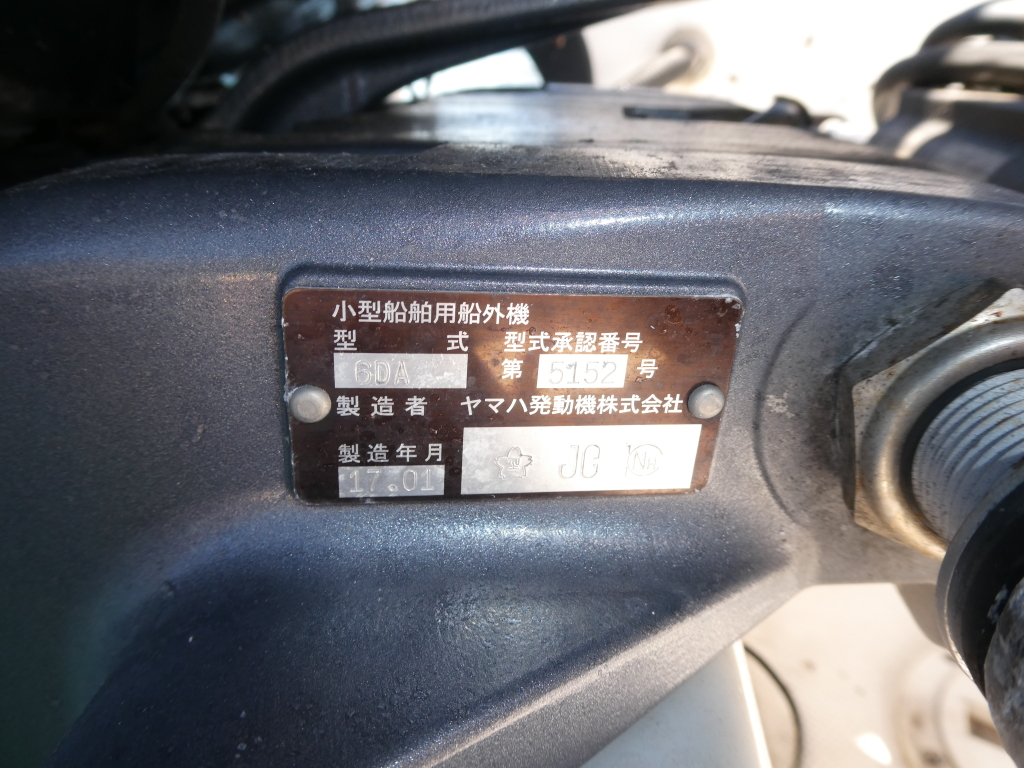 小型船舶用船外機
型式 型式承認番号
6DA - 第 5152 号
製造者 ヤマハ発動機株式会社
製造年月
'17.01 JG NK